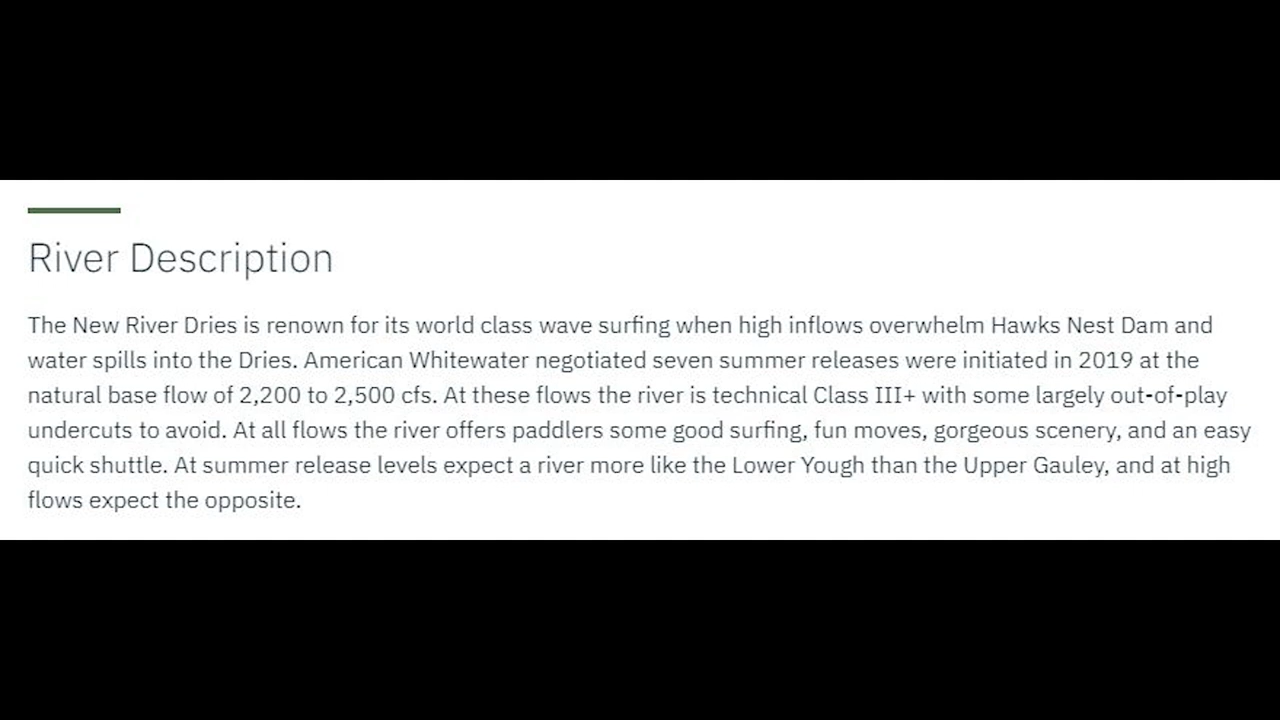 River Description
The New River Dries is renown for its world class wave surfing when high inflows overwhelm Hawks Nest Dam and
water spills into the Dries. American Whitewater negotiated seven summer releases were initiated in 2019 at the
natural base flow of 2,200 to 2,500 cfs. At these flows the river is technical Class III+ with some largely out-of-play
undercuts to avoid. At all flows the river offers paddlers some good surfing, fun moves, gorgeous scenery, and an easy
quick shuttle. At summer release levels expect a river more like the Lower Yough than the Upper Gauley, and at high
flows expect the opposite.